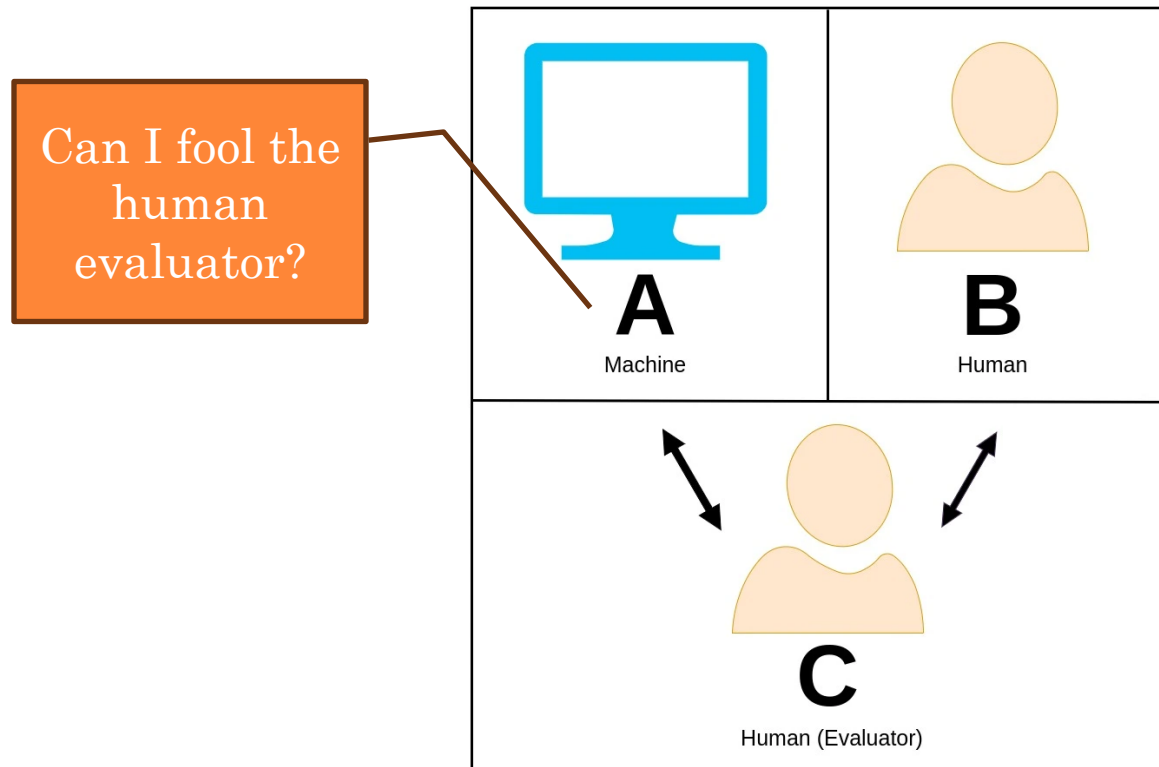 Can I fool the
human
evaluator?
A
Machine
B
Human
C
Human (Evaluator)